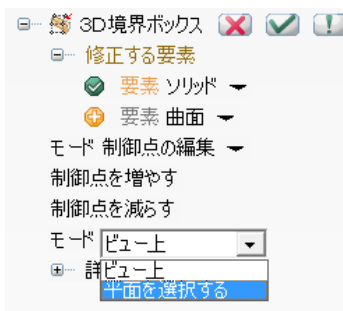 3D境界ボックス
修正する要素
要素 ソリッド
要素 曲面
モード 制御点の編集
制御点を増やす
制御点を減らす
モード ビュー上
詳
ビュー上
平面を選択する